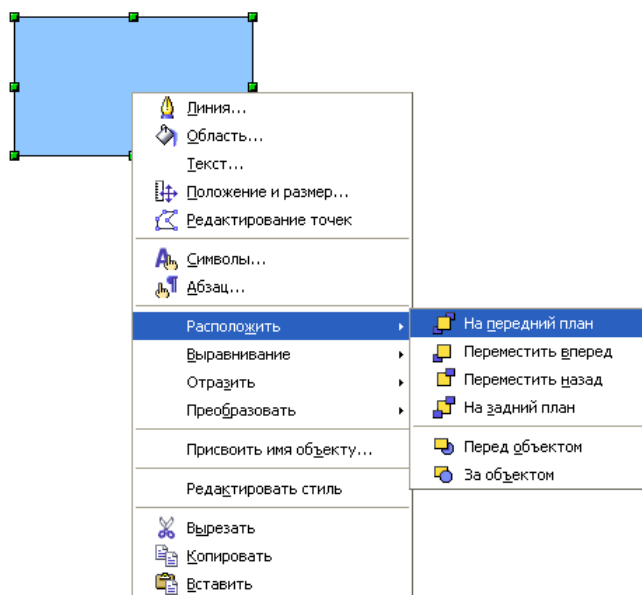 Линия...
Область...
Текст...
Положение и размер...
Редактирование точек
Символы...
Абзац...
Расположить
Выравнивание
Отразить
Преобразовать
Присвоить имя объекту...
Редактировать стиль
Вырезать
Копировать
Вставить
На передний план
Переместить вперед
Переместить назад
На задний план
Перед объектом
За объектом